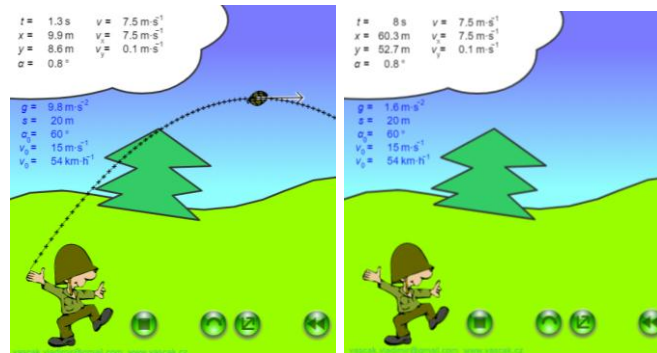 t = 1.3 s v = 7.5 m·s⁻¹
x = 9.9 m vₓ = 7.5 m·s⁻¹
y = 8.6 m v_y = 0.1 m·s⁻¹
α = 0.8 °
g = 9.8 m·s⁻²
s = 20 m
α₀ = 60 °
v₀ = 15 m·s⁻¹
v₀ = 54 km·h⁻¹
t = 8 s v = 7.5 m·s⁻¹
x = 60.3 m vₓ = 7.5 m·s⁻¹
y = 52.7 m v_y = 0.1 m·s⁻¹
α = 0.8 °
g = 1.6 m·s⁻²
s = 20 m
α₀ = 60 °
v₀ = 15 m·s⁻¹
v₀ = 54 km·h⁻¹